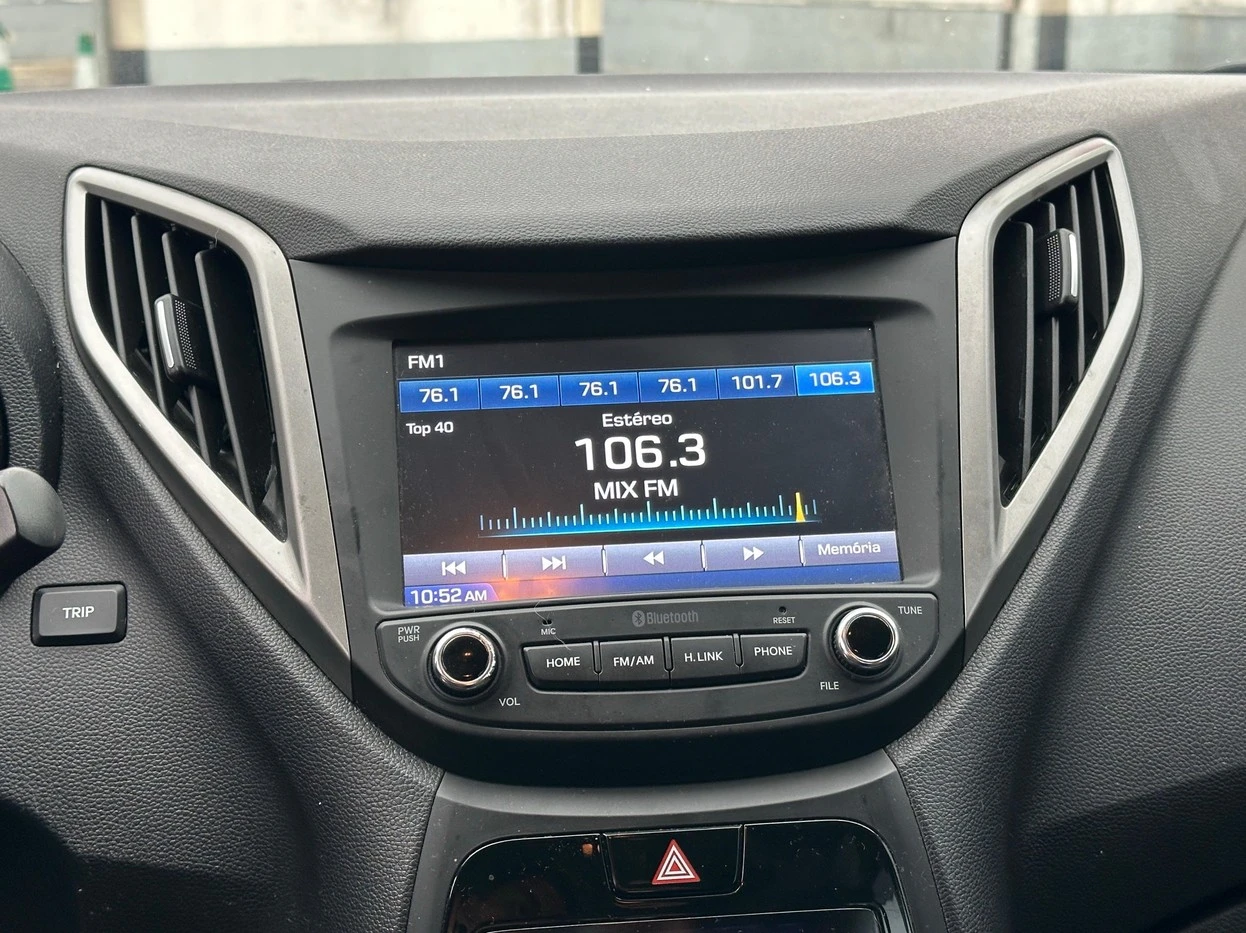 FM1
76.1 76.1 76.1 76.1 101.7 106.3
Top 40
Estéreo
106.3
MIX FM
Memória
10:52 AM
TRIP
PWR
PUSH
VOL
MIC
Bluetooth
RESET
HOME FM/AM H.LINK PHONE
TUNE
FILE